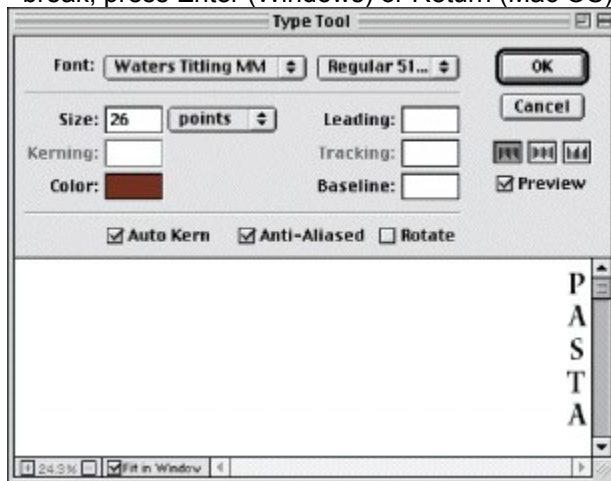 break, press Enter (Windows) or Return (Mac OS)
Type Tool
Font: Waters Titling MM Regular 51... OK
Cancel
Size: 26 points Leading:
Kerning: Tracking:
Color: Baseline: Preview
Auto Kern Anti-Aliased Rotate
P
A
S
T
A
24.3% Fit in Window